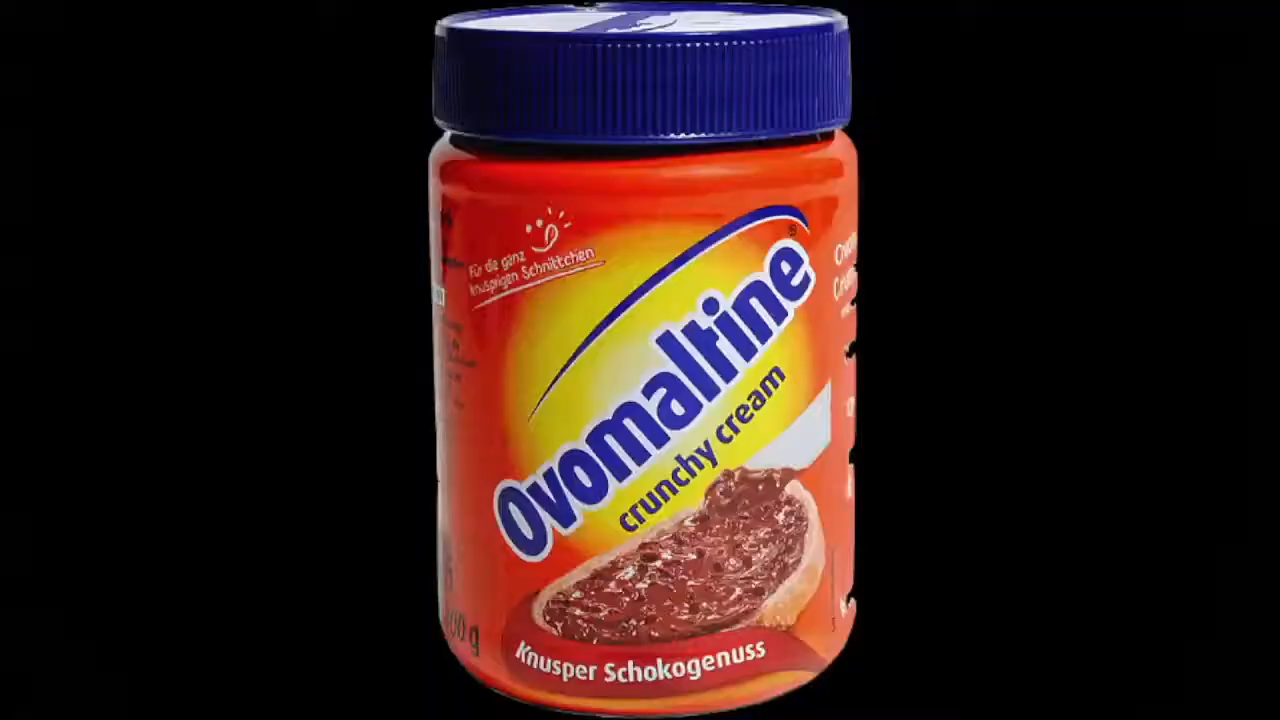 Für die ganz
knusprigen Schnittchen
Ovomaltine
®
crunchy cream
Knusper Schokogenuss